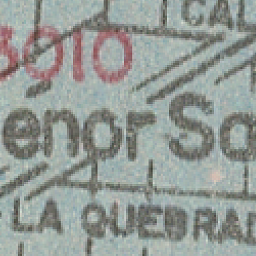 CAL
3010
enor Sa
LA QUEBRAD